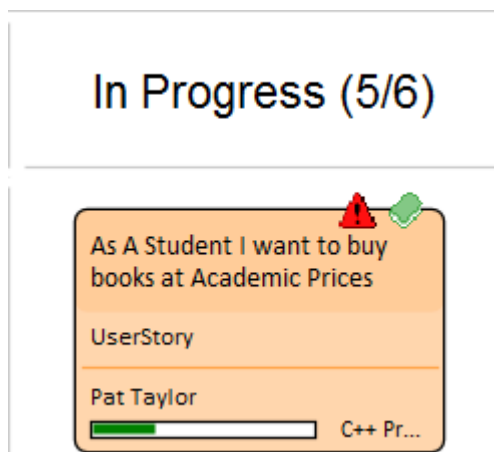 In Progress (5/6)
As A Student I want to buy
books at Academic Prices
UserStory
Pat Taylor
C++ Pr...